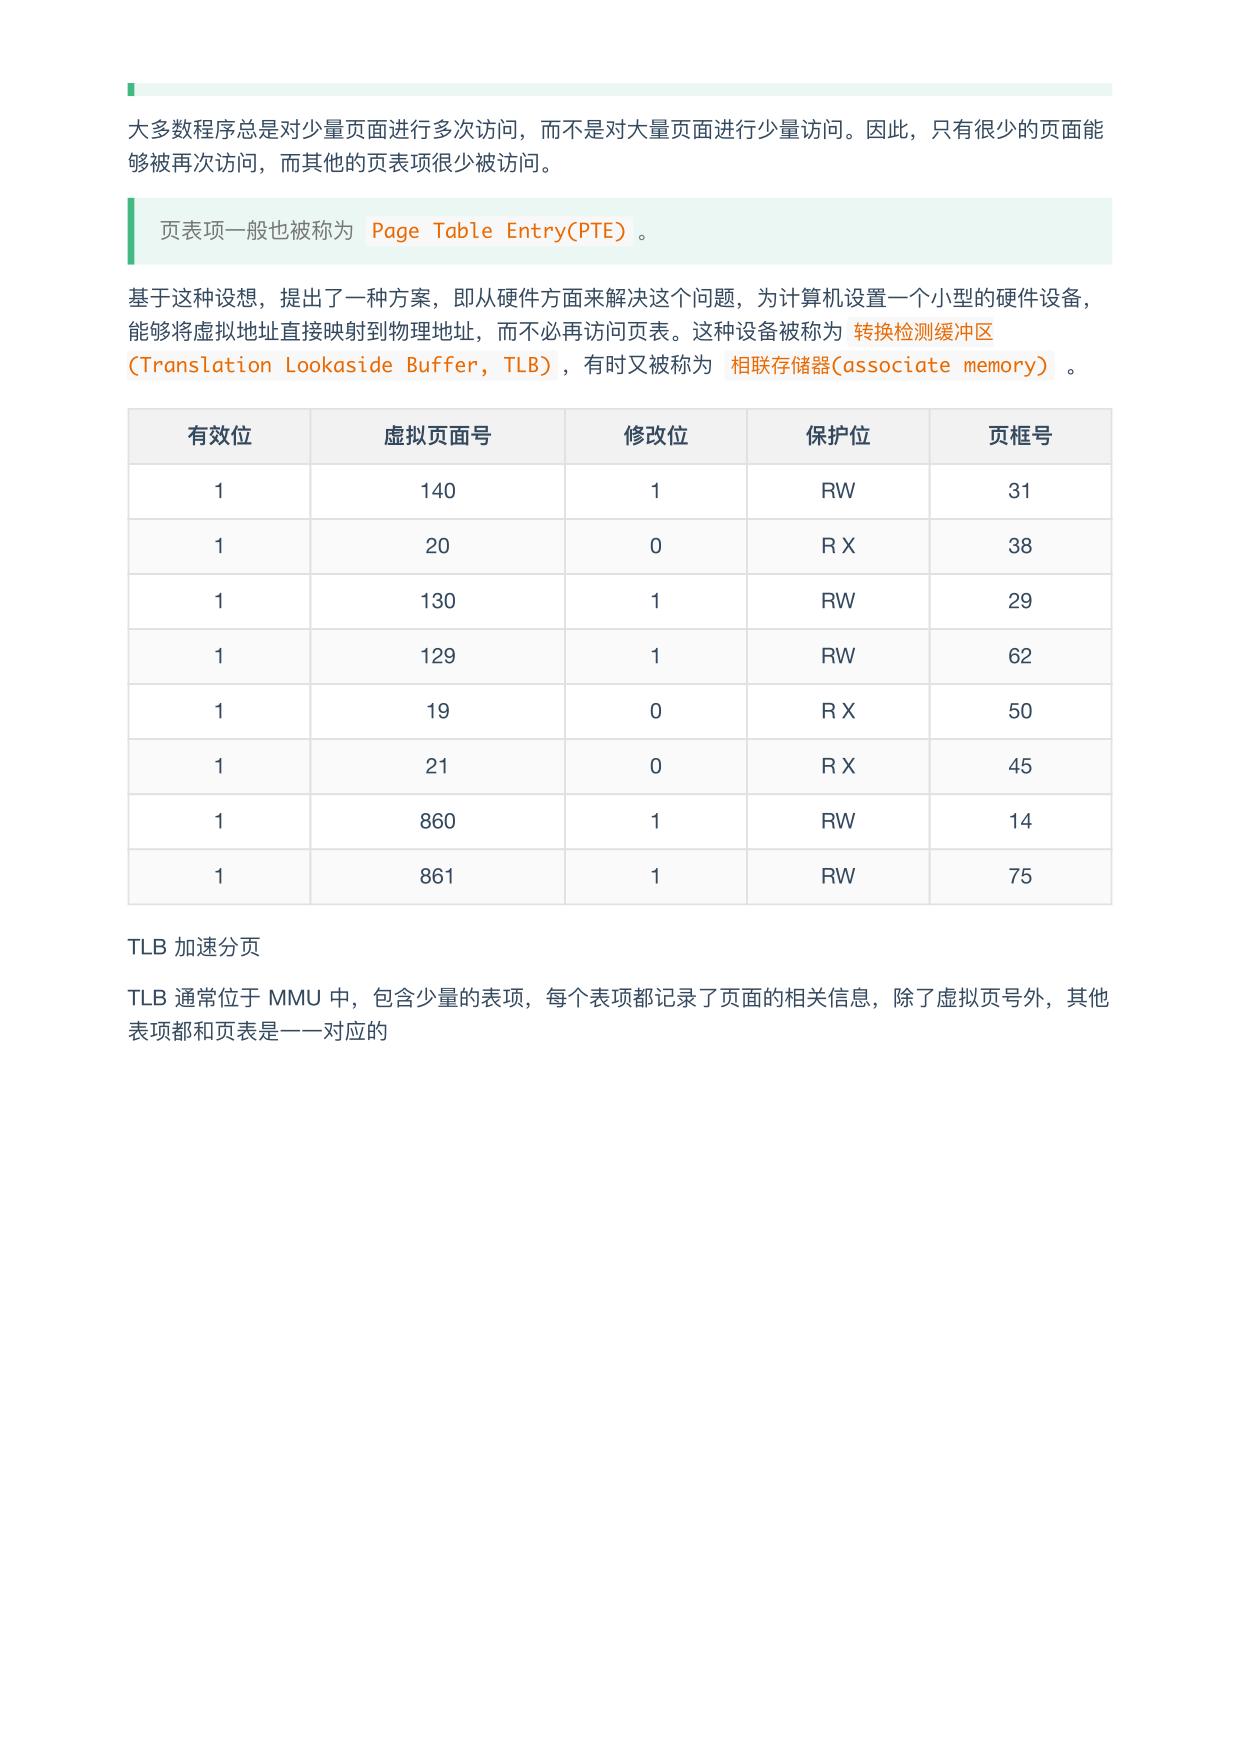 大多数程序总是对少量页面进行多次访问，而不是对大量页面进行少量访问。因此，只有很少的页面能
够被再次访问，而其他的页表项很少被访问。
页表项一般也被称为 Page Table Entry(PTE) 。
基于这种设想，提出了一种方案，即从硬件方面来解决这个问题，为计算机设置一个小型的硬件设备，
能够将虚拟地址直接映射到物理地址，而不必再访问页表。这种设备被称为 转换检测缓冲区
(Translation Lookaside Buffer, TLB) ，有时又被称为 相联存储器(associate memory) 。
有效位 虚拟页面号 修改位 保护位 页框号
1 140 1 RW 31
1 20 0 R X 38
1 130 1 RW 29
1 129 1 RW 62
1 19 0 R X 50
1 21 0 R X 45
1 860 1 RW 14
1 861 1 RW 75
TLB 加速分页
TLB 通常位于 MMU 中，包含少量的表项，每个表项都记录了页面的相关信息，除了虚拟页号外，其他
表项都和页表是一一对应的